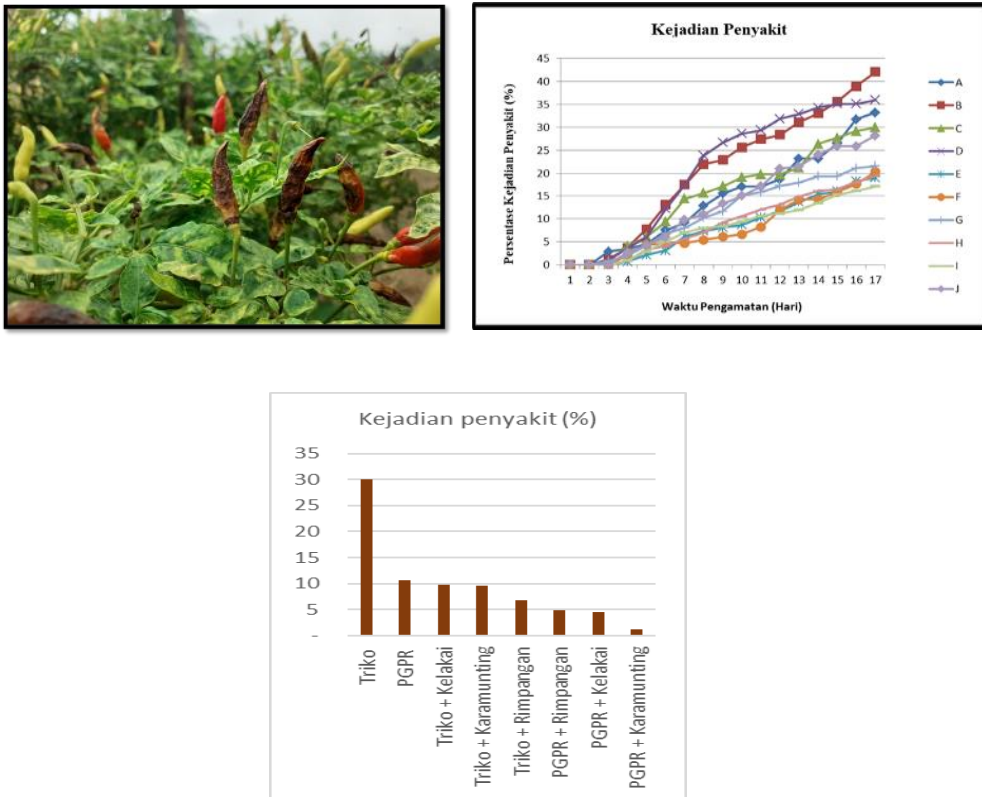 Kejadian Penyakit
Persentase Kejadian Penyakit (%)
45
40
35
30
25
20
15
10
5
0
1 2 3 4 5 6 7 8 9 10 11 12 13 14 15 16 17
Waktu Pengamatan (Hari)
A
B
C
D
E
F
G
H
I
J
Kejadian penyakit (%)
35
30
25
20
15
10
5
-
Triko
PGPR
Triko + Kelakai
Triko + Karamunting
Triko + Rimpangan
PGPR + Rimpangan
PGPR + Kelakai
PGPR + Karamunting